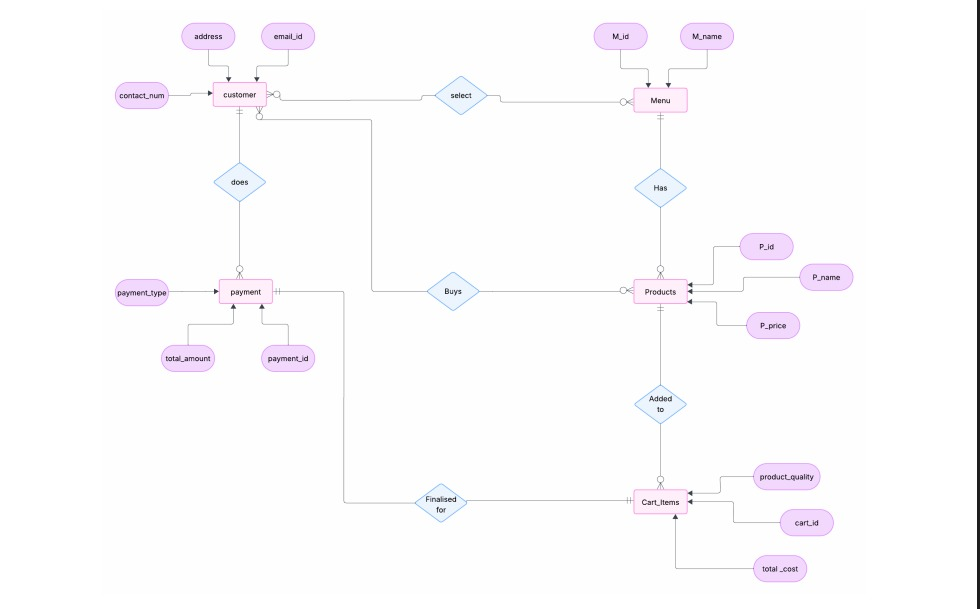 address
email_id
M_id
M_name
contact_num
customer
select
Menu
does
Has
P_id
P_name
payment_type
payment
Buys
Products
P_price
total_amount
payment_id
Added
to
product_quality
Finalised
for
Cart_Items
cart_id
total _cost